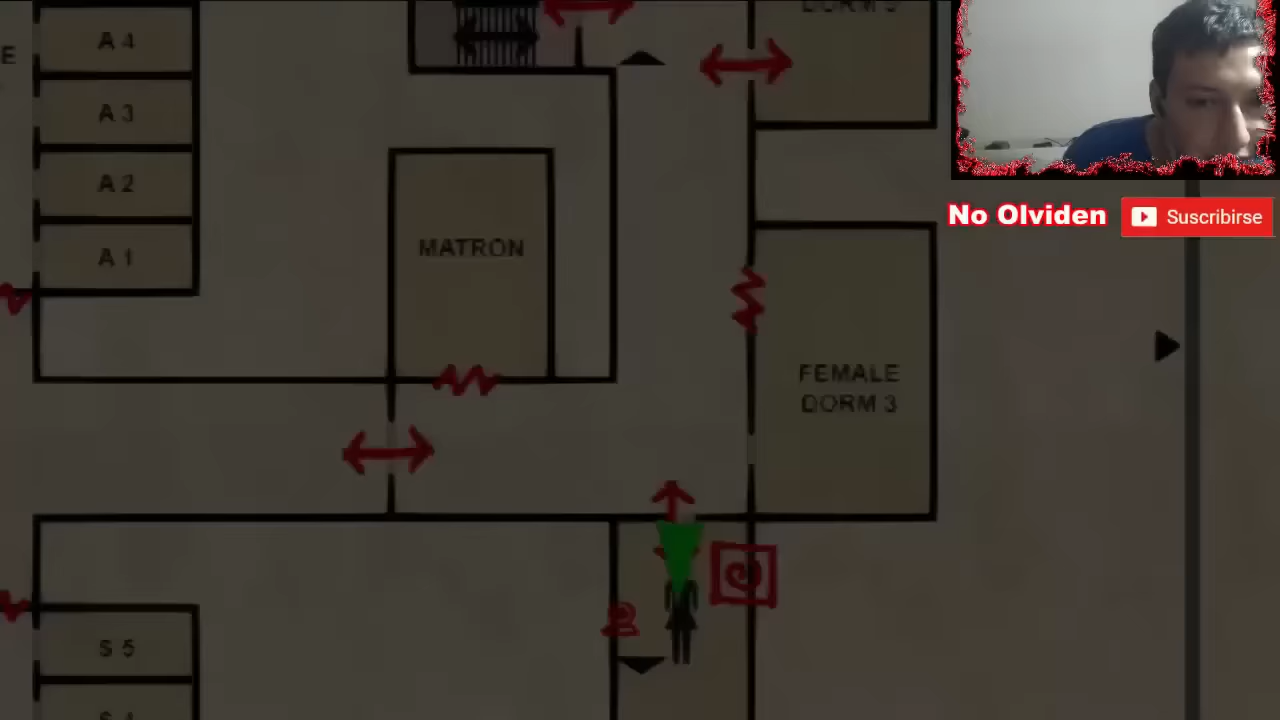 E
A 4
A 3
A 2
A 1
MATRON
FEMALE
DORM 3
S 5
No Olviden
Suscribirse